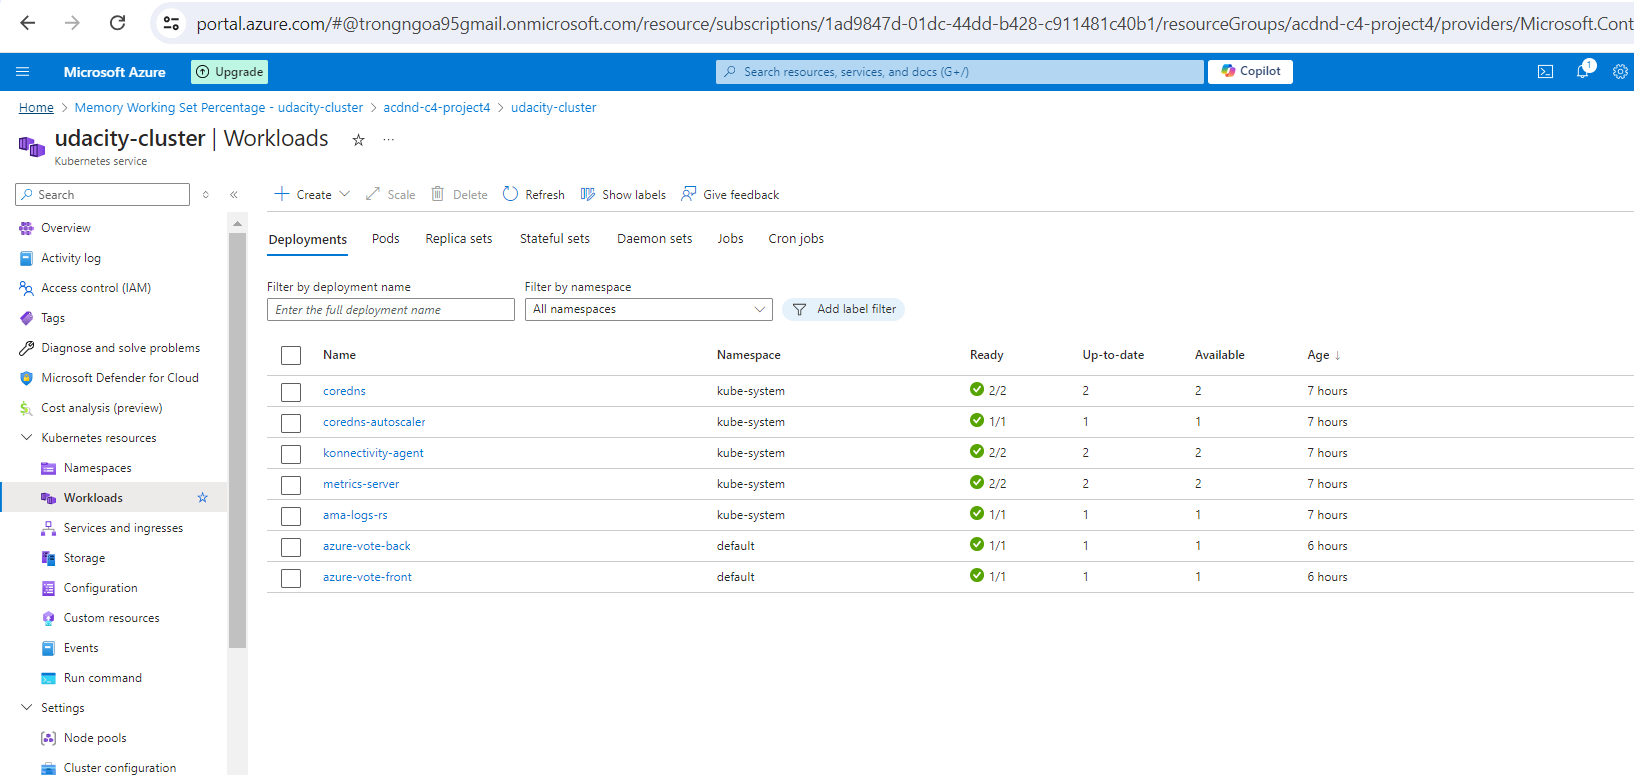 portal.azure.com/#@trongngoa95gmail.onmicrosoft.com/resource/subscriptions/1ad9847d-01dc-44dd-b428-c911481c40b1/resourceGroups/acdnd-c4-project4/providers/Microsoft.Cont
Microsoft Azure Upgrade Search resources, services, and docs (G+/) Copilot 1
Home > Memory Working Set Percentage - udacity-cluster > acdnd-c4-project4 > udacity-cluster
udacity-cluster | Workloads ...
Kubernetes service
Search
Create Scale Delete Refresh Show labels Give feedback
Overview
Activity log
Access control (IAM)
Tags
Diagnose and solve problems
Microsoft Defender for Cloud
Cost analysis (preview)
Kubernetes resources
Namespaces
Workloads
Services and ingresses
Storage
Configuration
Custom resources
Events
Run command
Settings
Node pools
Cluster configuration
Deployments Pods Replica sets Stateful sets Daemon sets Jobs Cron jobs
Filter by deployment name Filter by namespace
Enter the full deployment name All namespaces Add label filter
Name Namespace Ready Up-to-date Available Age ↓
coredns kube-system 2/2 2 2 7 hours
coredns-autoscaler kube-system 1/1 1 1 7 hours
konnectivity-agent kube-system 2/2 2 2 7 hours
metrics-server kube-system 2/2 2 2 7 hours
ama-logs-rs kube-system 1/1 1 1 7 hours
azure-vote-back default 1/1 1 1 6 hours
azure-vote-front default 1/1 1 1 6 hours